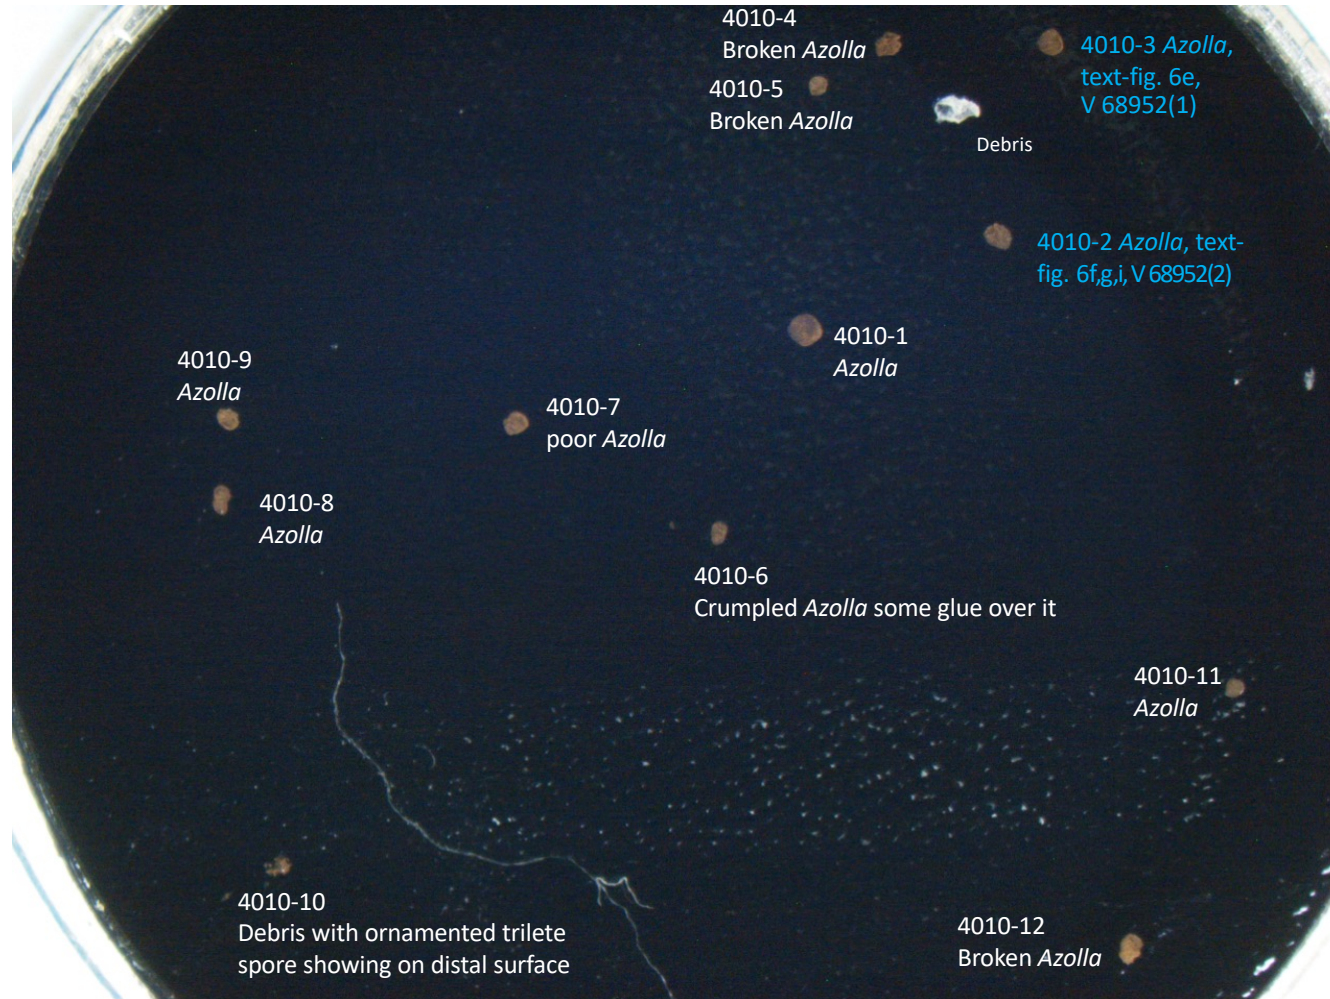 4010-4
Broken Azolla
4010-3 Azolla,
text-fig. 6e,
V 68952(1)
4010-5
Broken Azolla
Debris
4010-2 Azolla, text-
fig. 6f,g,i, V 68952(2)
4010-1
Azolla
4010-9
Azolla
4010-7
poor Azolla
4010-8
Azolla
4010-6
Crumpled Azolla some glue over it
4010-11
Azolla
4010-10
Debris with ornamented trilete
spore showing on distal surface
4010-12
Broken Azolla